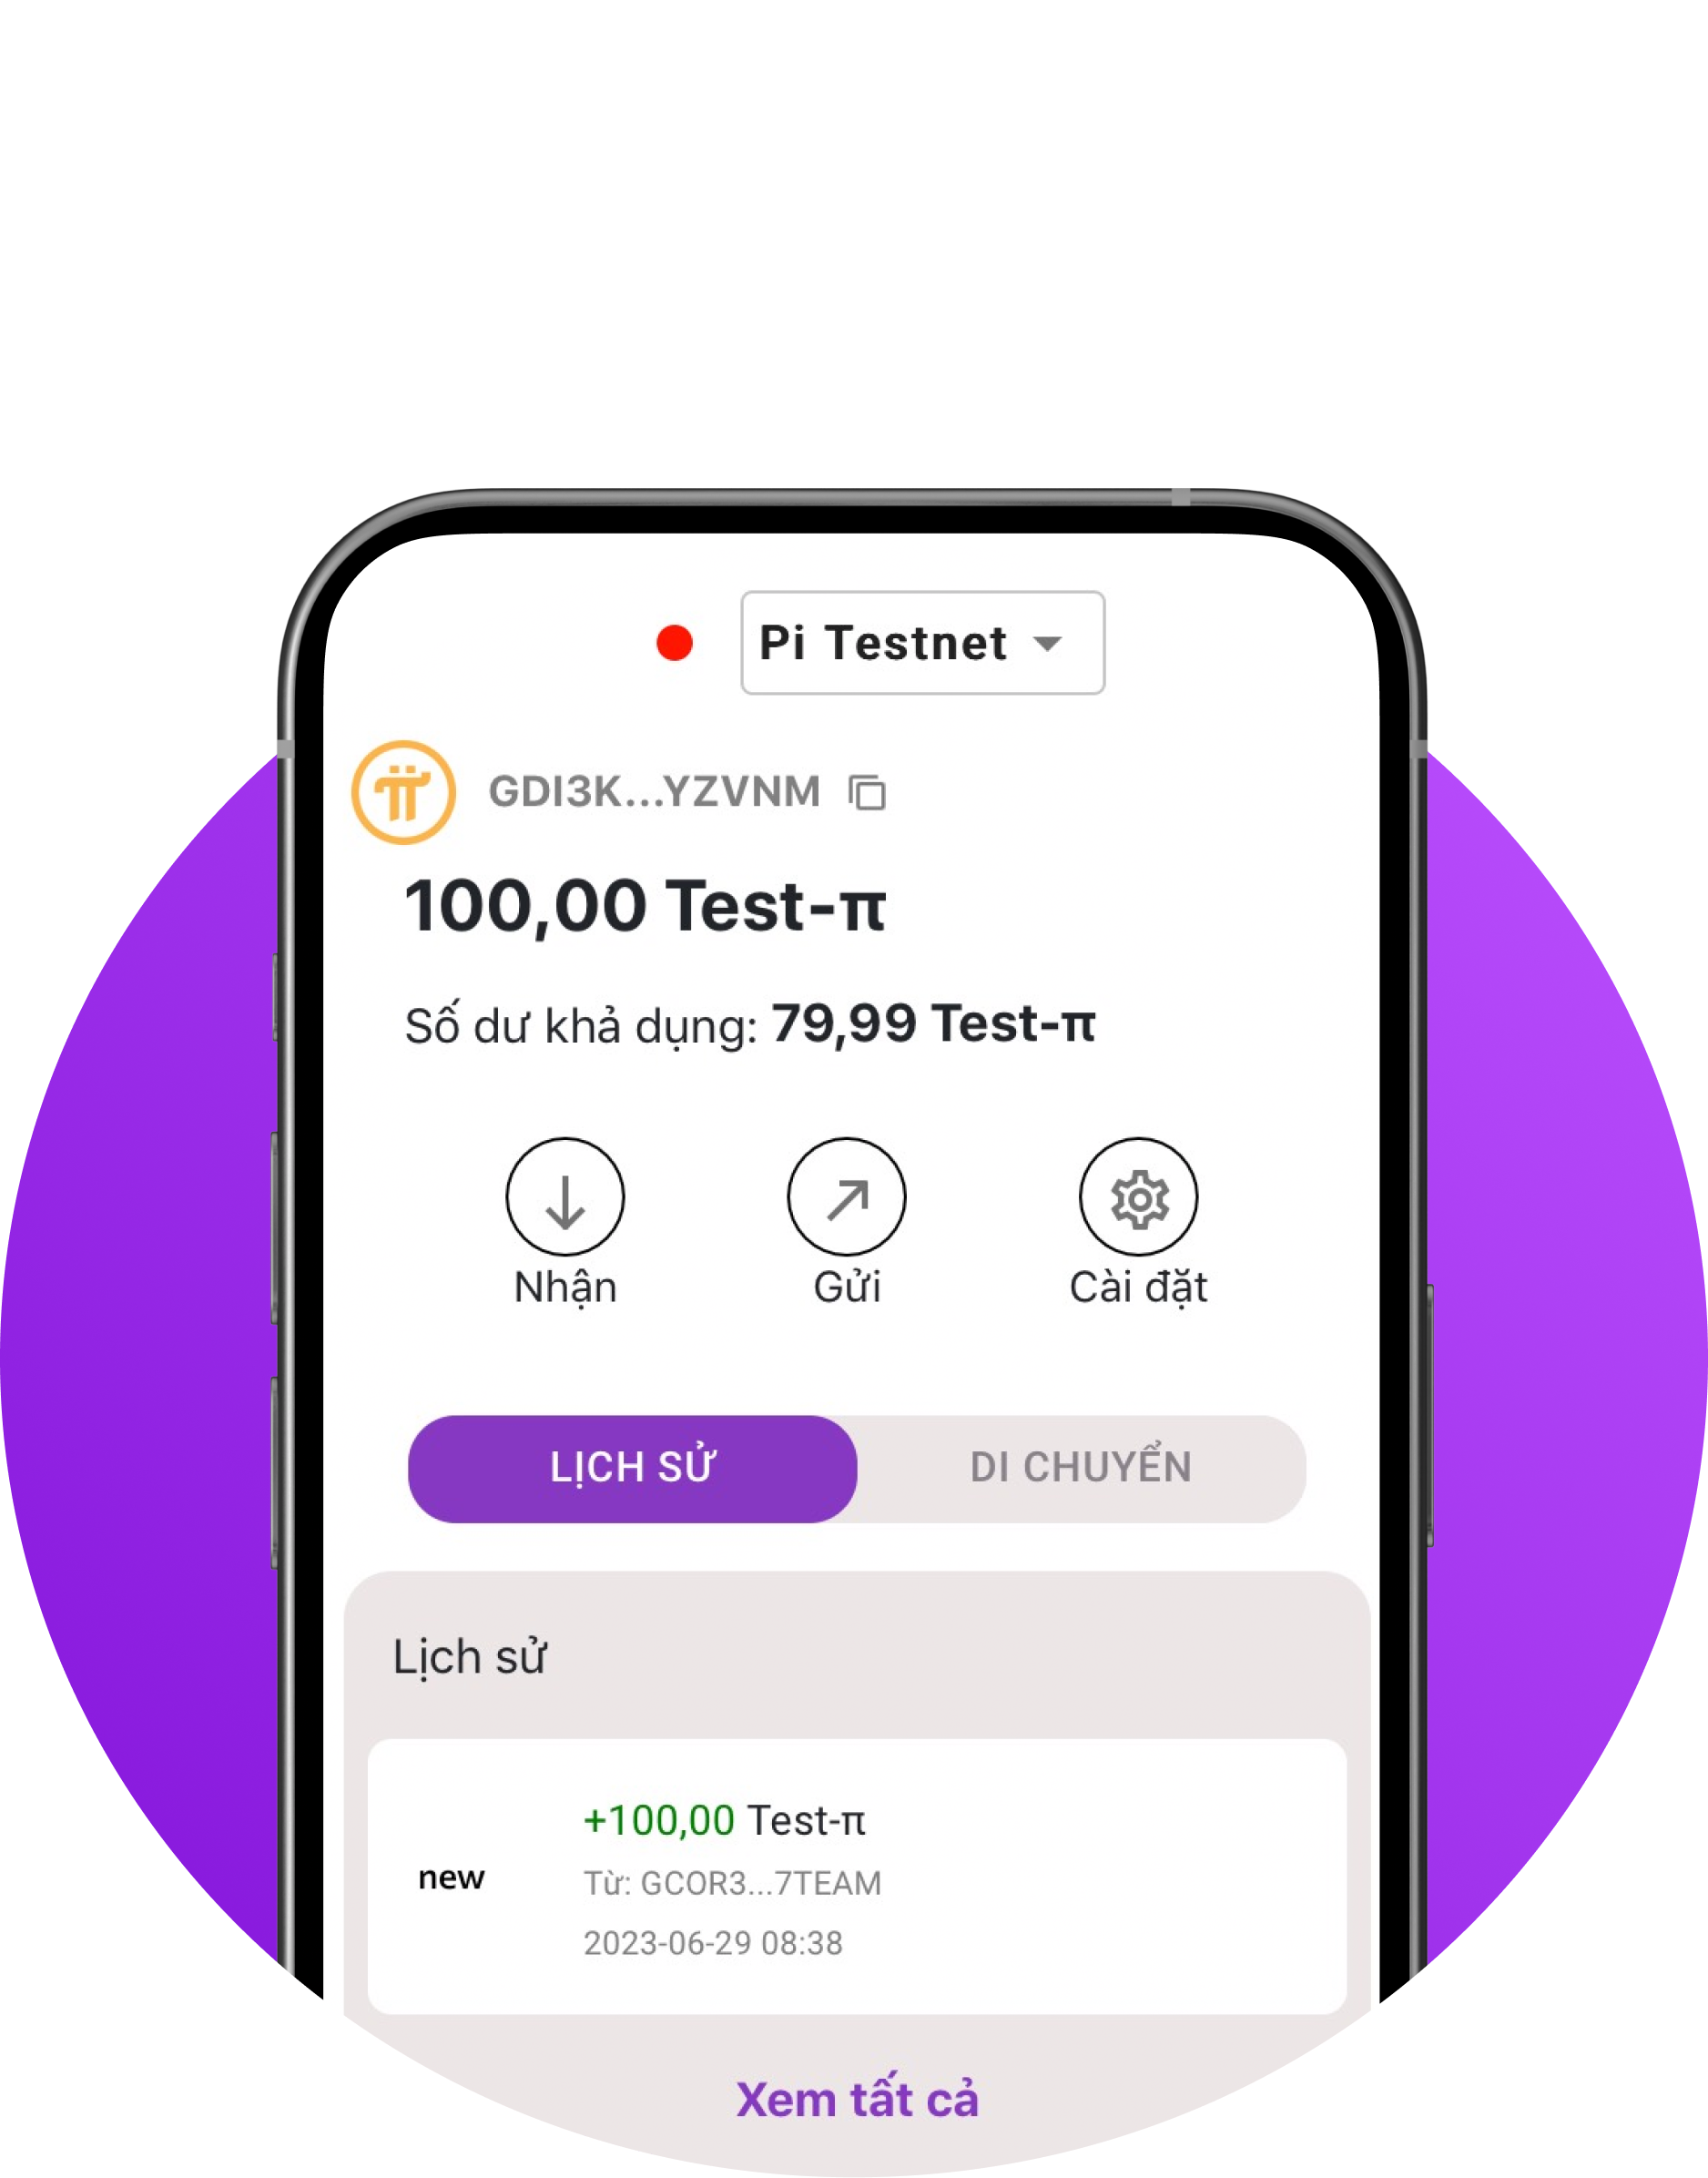 Pi Testnet
GDI3K...YZVNM
100,00 Test-π
Số dư khả dụng: 79,99 Test-π
Nhận Gửi Cài đặt
LỊCH SỬ DI CHUYỂN
Lịch sử
+100,00 Test-π
new
Từ: GCOR3...7TEAM
2023-06-29 08:38
Xem tất cả